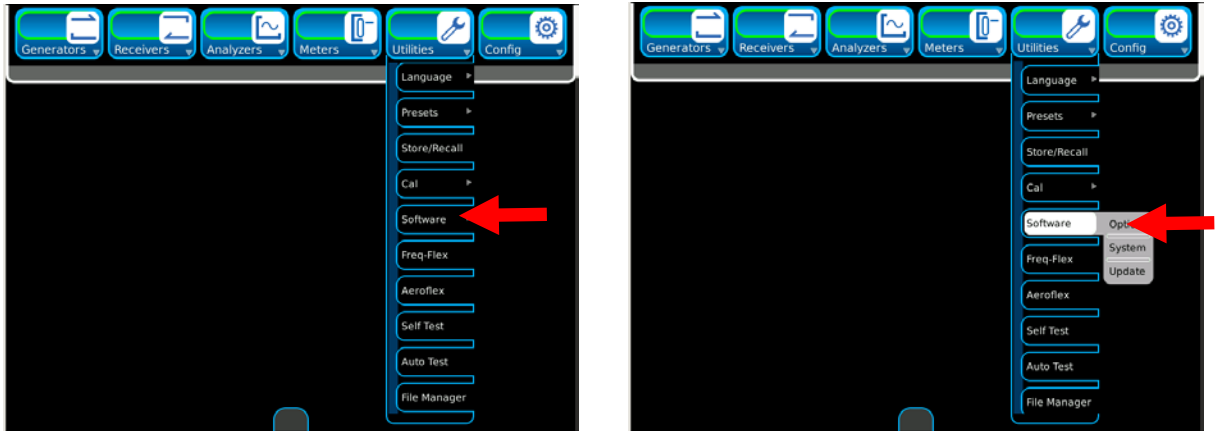 Generators Receivers Analyzers Meters Utilities Config
Language
Presets
Store/Recall
Cal
Software
Freq-Flex
Aeroflex
Self Test
Auto Test
File Manager
Generators Receivers Analyzers Meters Utilities Config
Language
Presets
Store/Recall
Cal
Software
System
Update
Freq-Flex
Aeroflex
Self Test
Auto Test
File Manager